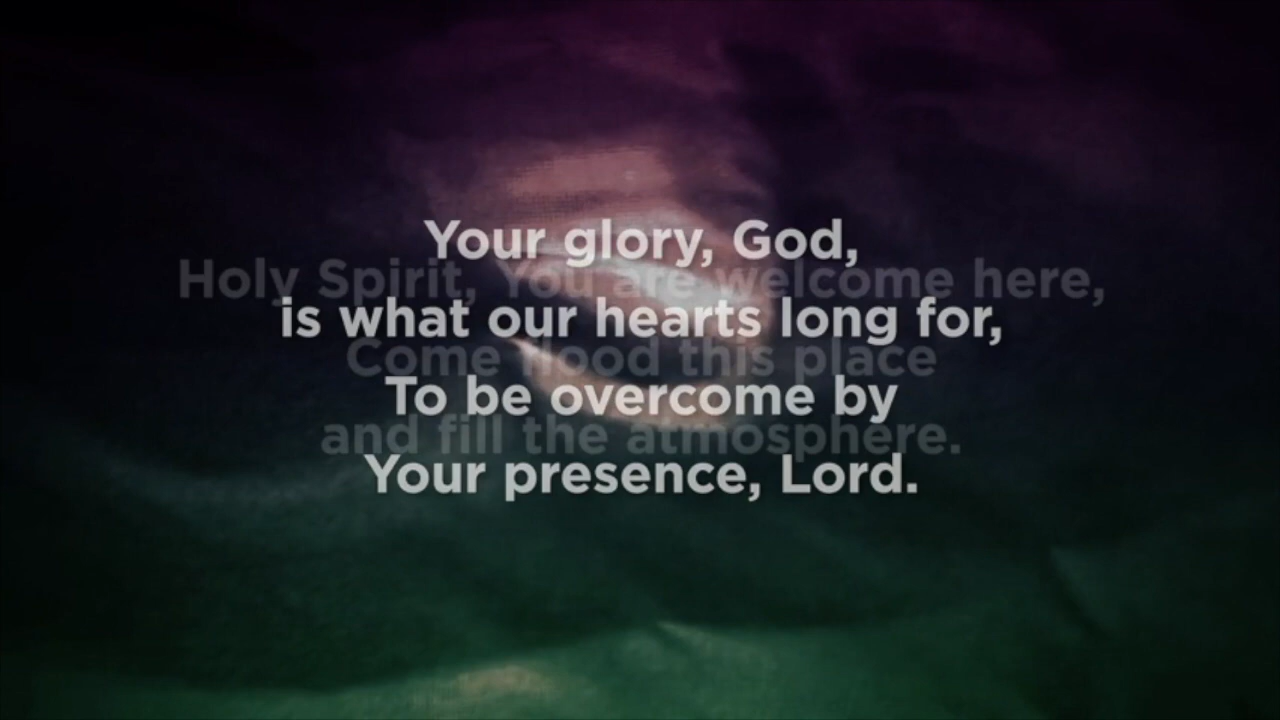 Your glory, God,
Holy Spirit, You are welcome here,
is what our hearts long for,
Come flood this place
To be overcome by
and fill the atmosphere.
Your presence, Lord.